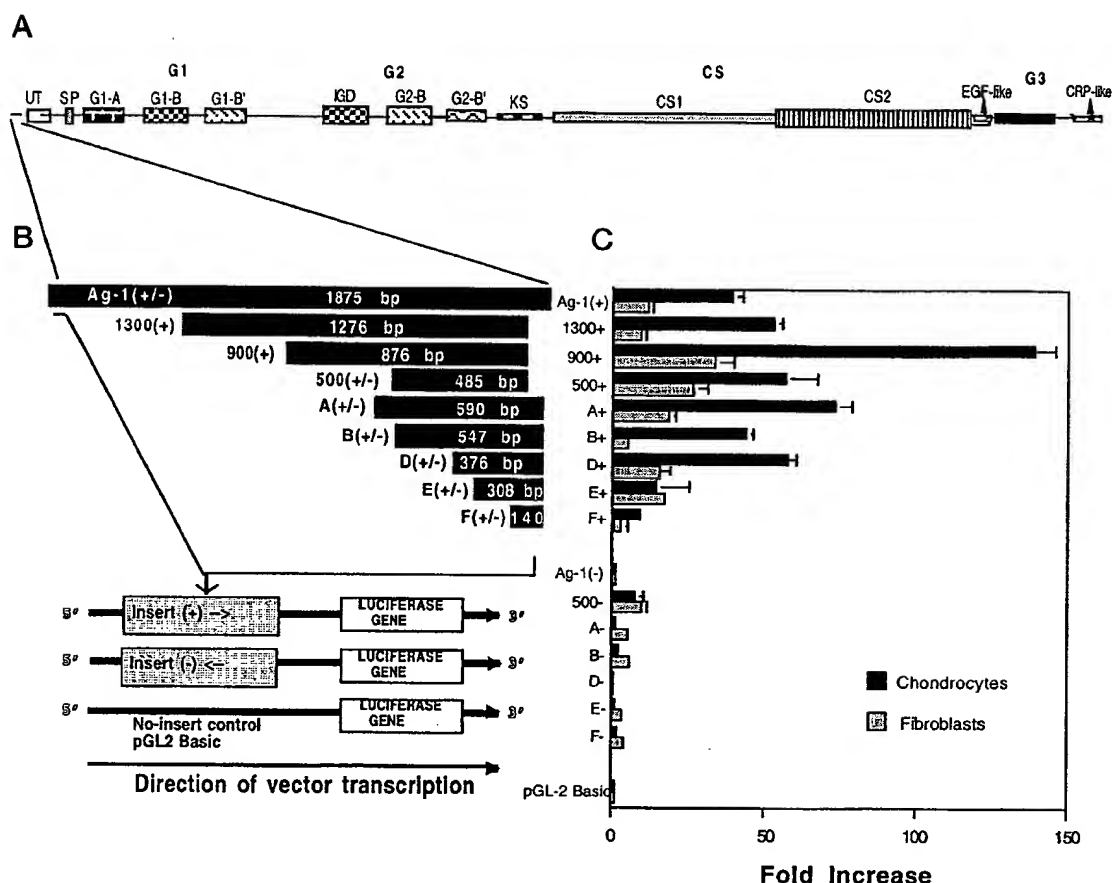 A
G1 G2 CS G3
UT SP G1-A G1-B G1-B' IGD G2-B G2-B' KS CS1 CS2 EGF-like CRP-like
B
Ag-1(+/-) 1875 bp
1300(+) 1276 bp
900(+) 876 bp
500(+/-) 485 bp
A(+/-) 590 bp
B(+/-) 547 bp
D(+/-) 376 bp
E(+/-) 308 bp
F(+/-) 140
5' Insert (+) --> LUCIFERASE GENE 3'
5' Insert (-) <-- LUCIFERASE GENE 3'
5' LUCIFERASE GENE 3'
No-insert control
pGL2 Basic
Direction of vector transcription
C
Ag-1(+)
1300+
900+
500+
A+
B+
D+
E+
F+
Ag-1(-)
500-
A-
B-
D-
E-
F-
pGL-2 Basic
Chondrocytes
Fibroblasts
0 50 100 150
Fold Increase